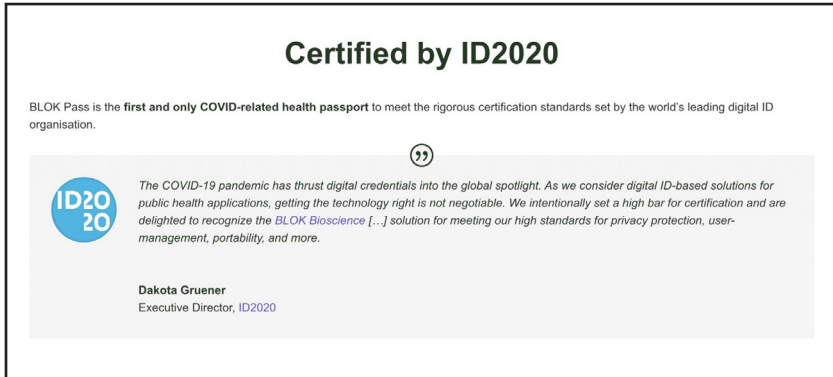 Certified by ID2020
BLOK Pass is the first and only COVID-related health passport to meet the rigorous certification standards set by the world's leading digital ID
organisation.
ID20
20
The COVID-19 pandemic has thrust digital credentials into the global spotlight. As we consider digital ID-based solutions for
public health applications, getting the technology right is not negotiable. We intentionally set a high bar for certification and are
delighted to recognize the BLOK Bioscience […] solution for meeting our high standards for privacy protection, user-
management, portability, and more.
Dakota Gruener
Executive Director, ID2020